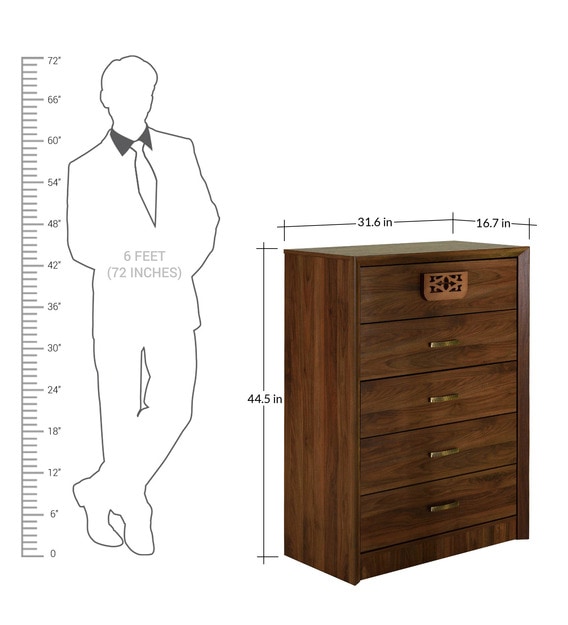 72"
66"
60"
54"
48"
42"
36"
30"
24"
18"
12"
6"
0
6 FEET
(72 INCHES)
31.6 in
16.7 in
44.5 in